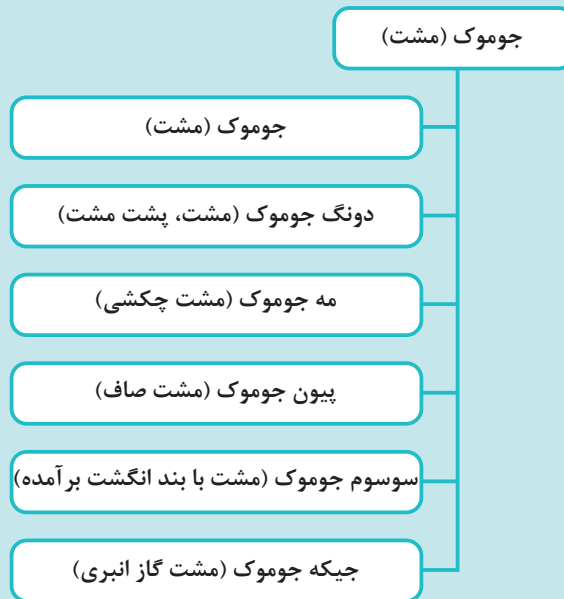 جوموک (مشت)
جوموک (مشت)
دونگ جوموک (مشت، پشت مشت)
مه جوموک (مشت چکشی)
پیون جوموک (مشت صاف)
سوسوم جوموک (مشت با بند انگشت برآمده)
جیکه جوموک (مشت گاز انبری)